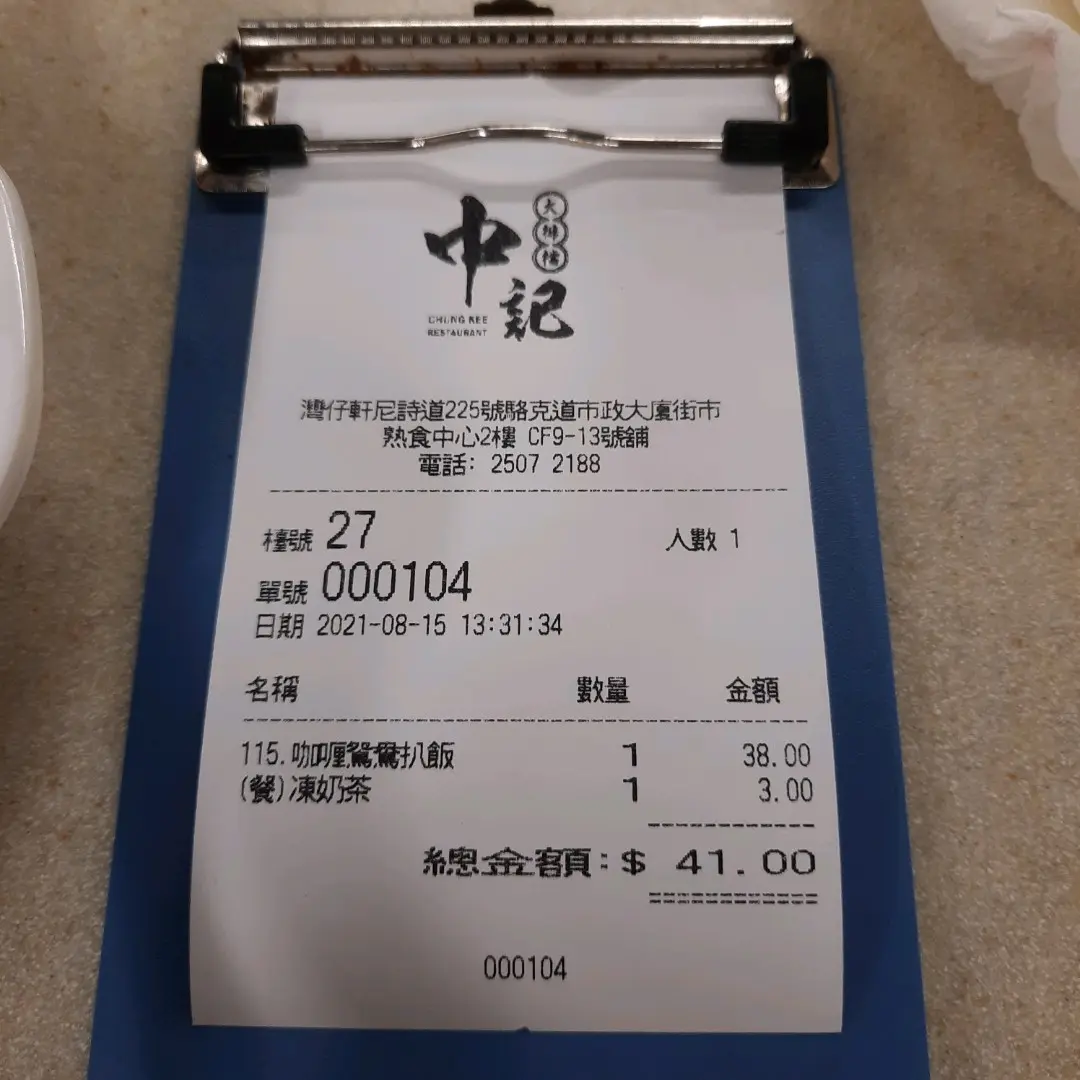 中記
大排檔
CHUNG KEE
RESTAURANT
灣仔軒尼詩道225號駱克道市政大廈街市
熟食中心2樓 CF9-13號舖
電話: 2507 2188
檯號 27 人數 1
單號 000104
日期 2021-08-15 13:31:34
名稱 數量 金額
115.咖喱鴛鴦扒飯 1 38.00
(餐)凍奶茶 1 3.00
總金額:$ 41.00
000104